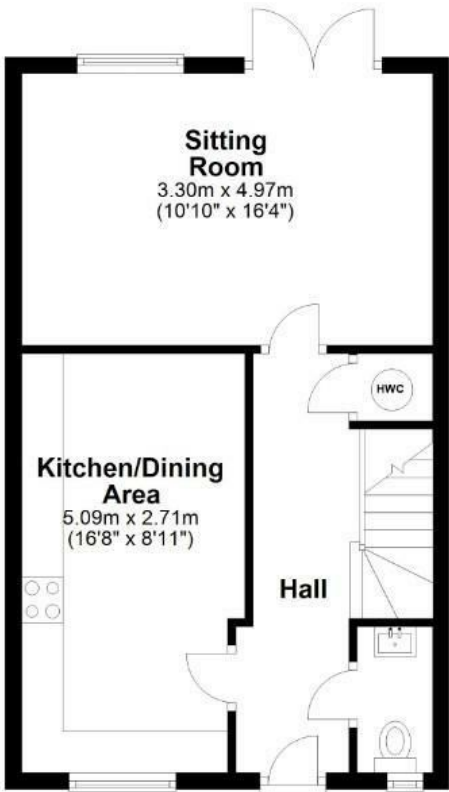 Sitting
Room
3.30m x 4.97m
(10'10" x 16'4")
HWC
Kitchen/Dining
Area
5.09m x 2.71m
(16'8" x 8'11")
Hall